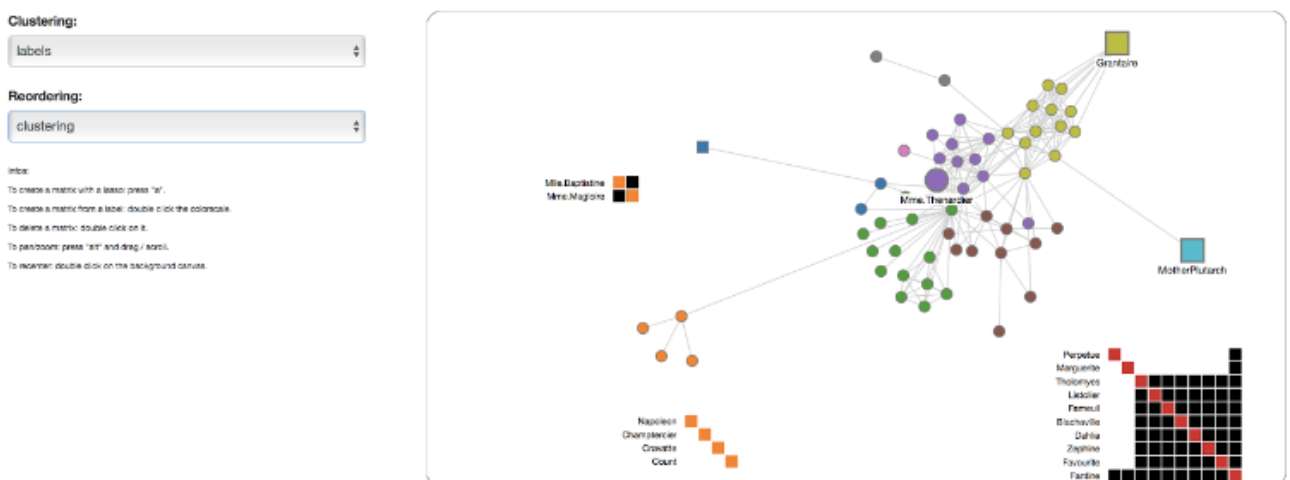 Clustering:
labels
Reordering:
clustering
Infos:
To create a matrix with a lasso: press "a".
To create a matrix from a label: double click the colorscale.
To delete a matrix: double click on it.
To pan/zoom: press "alt" and drag / scroll.
To recenter: double click on the background canvas.
Grantaire
Mlle.Baptistine
Mme.Magloire
Mme.Thenardier
MotherPlutarch
Perpetue
Marguerite
Tholomyes
Listolier
Fameuil
Blacheville
Dahlia
Zephine
Favourite
Fantine
Napoleon
Champtercier
Cravatte
Count